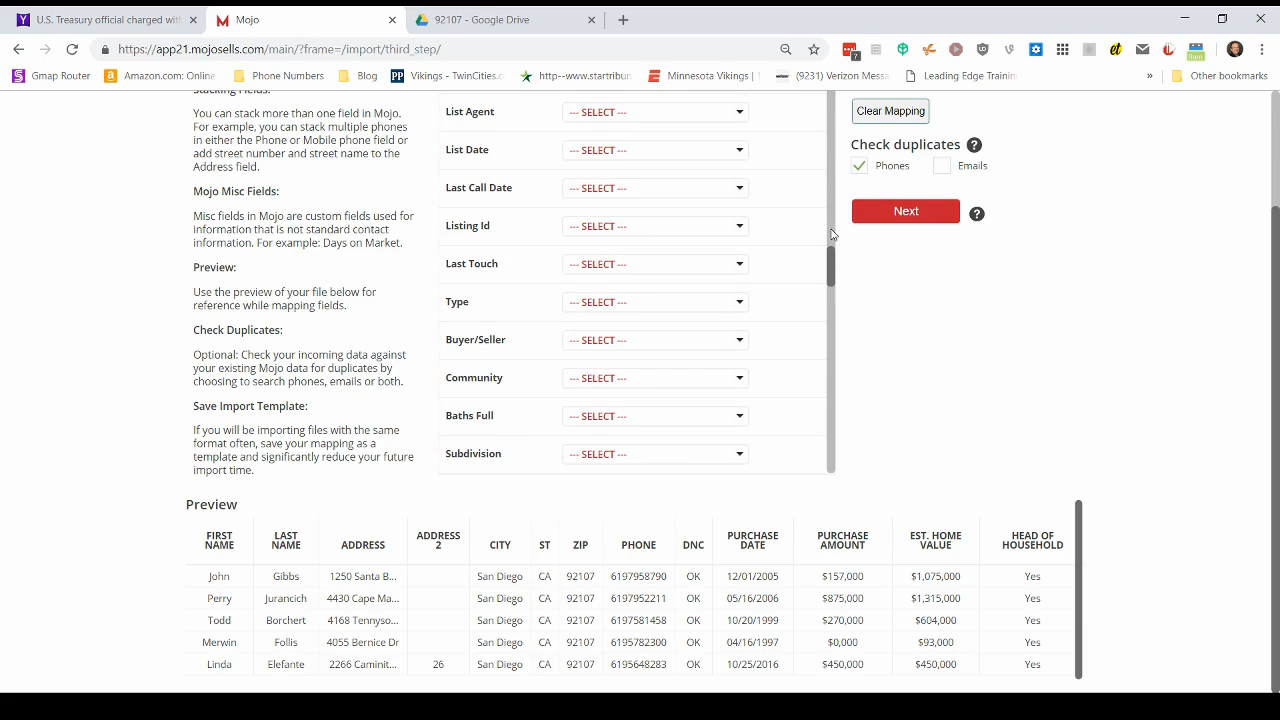 U.S. Treasury official charged with
Mojo
92107 - Google Drive
https://app21.mojosells.com/main/?frame=/import/third_step/
Gmap Router
Amazon.com: Online
Phone Numbers
Blog
Vikings - TwinCities.c
http--www.startribun
Minnesota Vikings |
(9231) Verizon Messa
Leading Edge Trainin
»
Other bookmarks
Stacking Fields:
You can stack more than one field in Mojo.
For example, you can stack multiple phones
in either the Phone or Mobile phone field or
add street number and street name to the
Address field.
Mojo Misc Fields:
Misc fields in Mojo are custom fields used for
information that is not standard contact
information. For example: Days on Market.
Preview:
Use the preview of your file below for
reference while mapping fields.
Check Duplicates:
Optional: Check your incoming data against
your existing Mojo data for duplicates by
choosing to search phones, emails or both.
Save Import Template:
If you will be importing files with the same
format often, save your mapping as a
template and significantly reduce your future
import time.
List Agent --- SELECT ---
List Date --- SELECT ---
Last Call Date --- SELECT ---
Listing Id --- SELECT ---
Last Touch --- SELECT ---
Type --- SELECT ---
Buyer/Seller --- SELECT ---
Community --- SELECT ---
Baths Full --- SELECT ---
Subdivision --- SELECT ---
Clear Mapping
Check duplicates ?
Phones Emails
Next ?
Preview
FIRST NAME LAST NAME ADDRESS ADDRESS 2 CITY ST ZIP PHONE DNC PURCHASE DATE PURCHASE AMOUNT EST. HOME VALUE HEAD OF HOUSEHOLD
John Gibbs 1250 Santa B... San Diego CA 92107 6197958790 OK 12/01/2005 $157,000 $1,075,000 Yes
Perry Jurancich 4430 Cape Ma... San Diego CA 92107 6197952211 OK 05/16/2006 $875,000 $1,315,000 Yes
Todd Borchert 4168 Tennyso... San Diego CA 92107 6197581458 OK 10/20/1999 $270,000 $604,000 Yes
Merwin Follis 4055 Bernice Dr San Diego CA 92107 6195782300 OK 04/16/1997 $0,000 $93,000 Yes
Linda Elefante 2266 Caminit... 26 San Diego CA 92107 6195648283 OK 10/25/2016 $450,000 $450,000 Yes